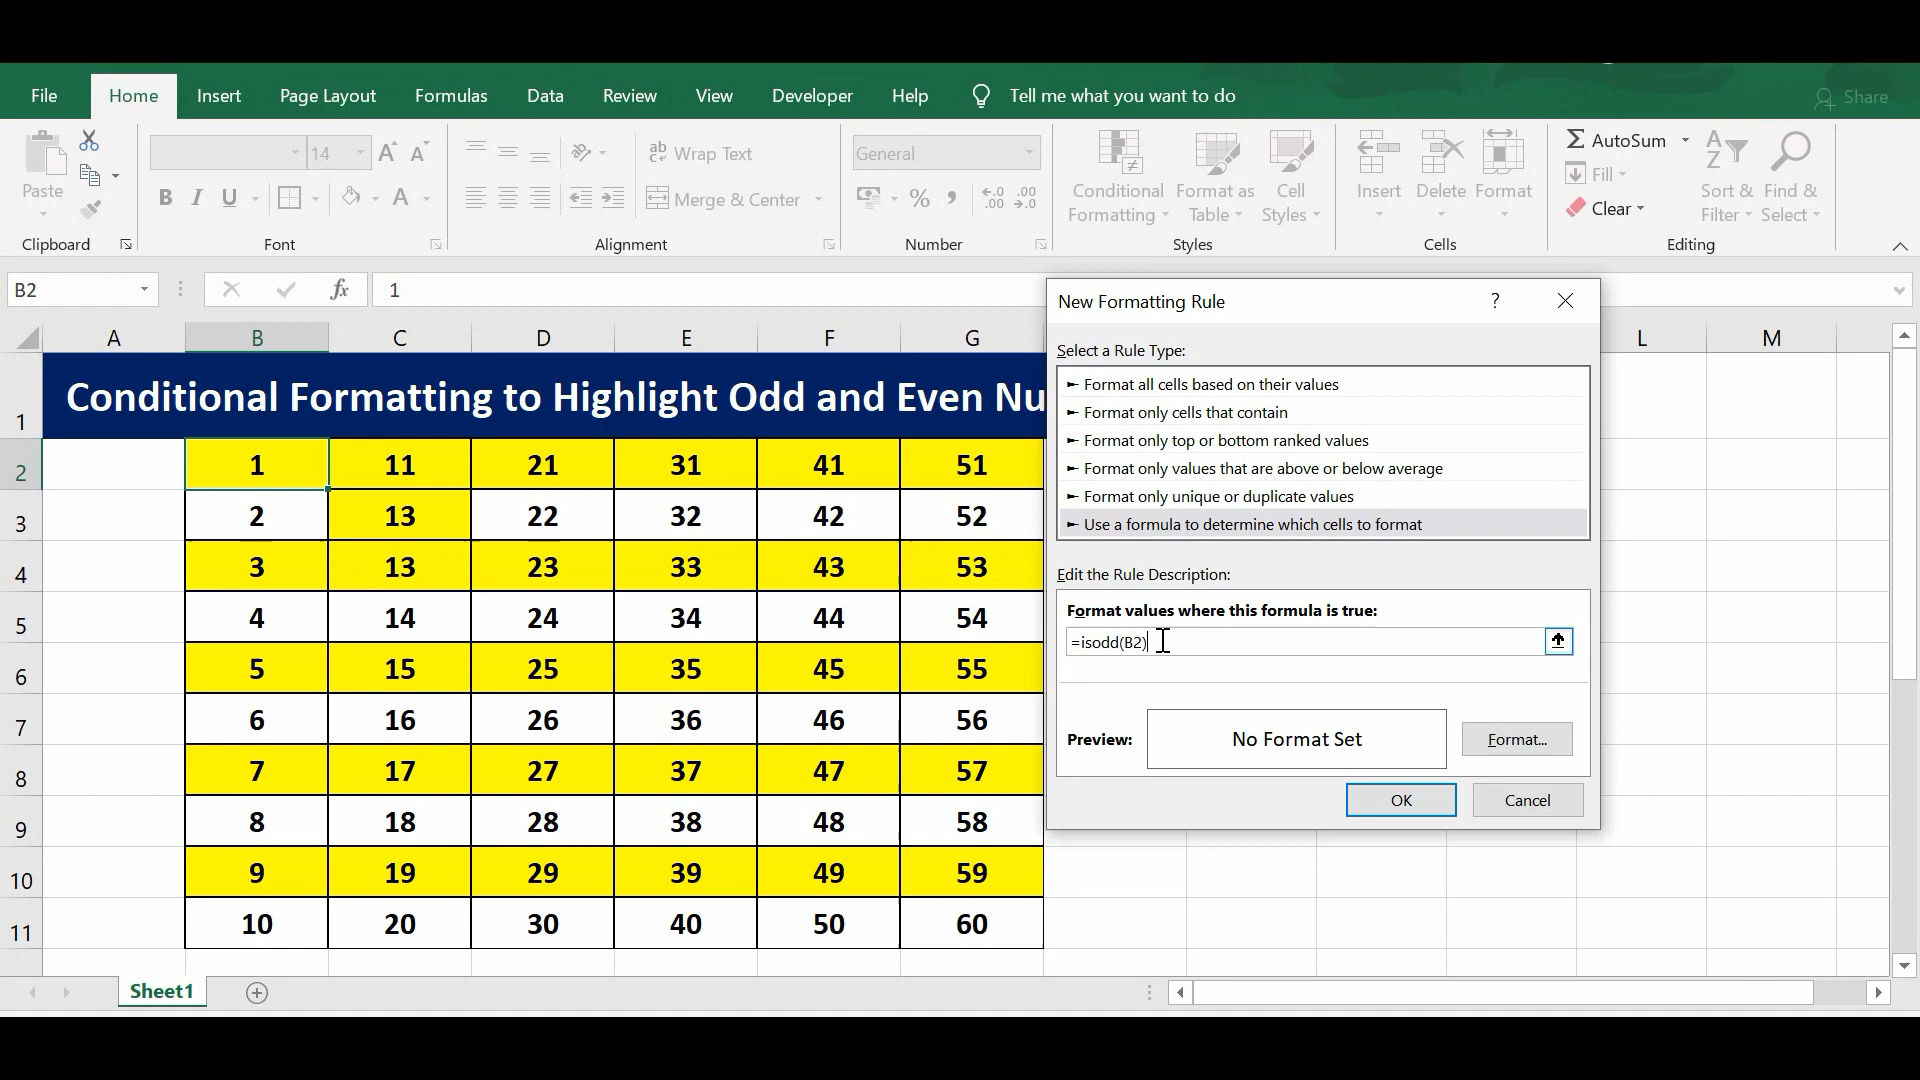 File Home Insert Page Layout Formulas Data Review View Developer Help Tell me what you want to do Share
Paste
Clipboard
14
B I U A
Font
Wrap Text
Merge & Center
Alignment
General
% , .00
Number
Conditional Formatting
Format as Table
Cell Styles
Styles
Insert Delete Format
Cells
AutoSum
Fill
Clear
Sort & Filter
Find & Select
Editing
B2 fx 1
A B C D E F G L M
1 Conditional Formatting to Highlight Odd and Even Nu
2 1 11 21 31 41 51
3 2 13 22 32 42 52
4 3 13 23 33 43 53
5 4 14 24 34 44 54
6 5 15 25 35 45 55
7 6 16 26 36 46 56
8 7 17 27 37 47 57
9 8 18 28 38 48 58
10 9 19 29 39 49 59
11 10 20 30 40 50 60
New Formatting Rule ?
Select a Rule Type:
Format all cells based on their values
Format only cells that contain
Format only top or bottom ranked values
Format only values that are above or below average
Format only unique or duplicate values
Use a formula to determine which cells to format
Edit the Rule Description:
Format values where this formula is true:
=isodd(B2)
Preview: No Format Set Format...
OK Cancel
Sheet1